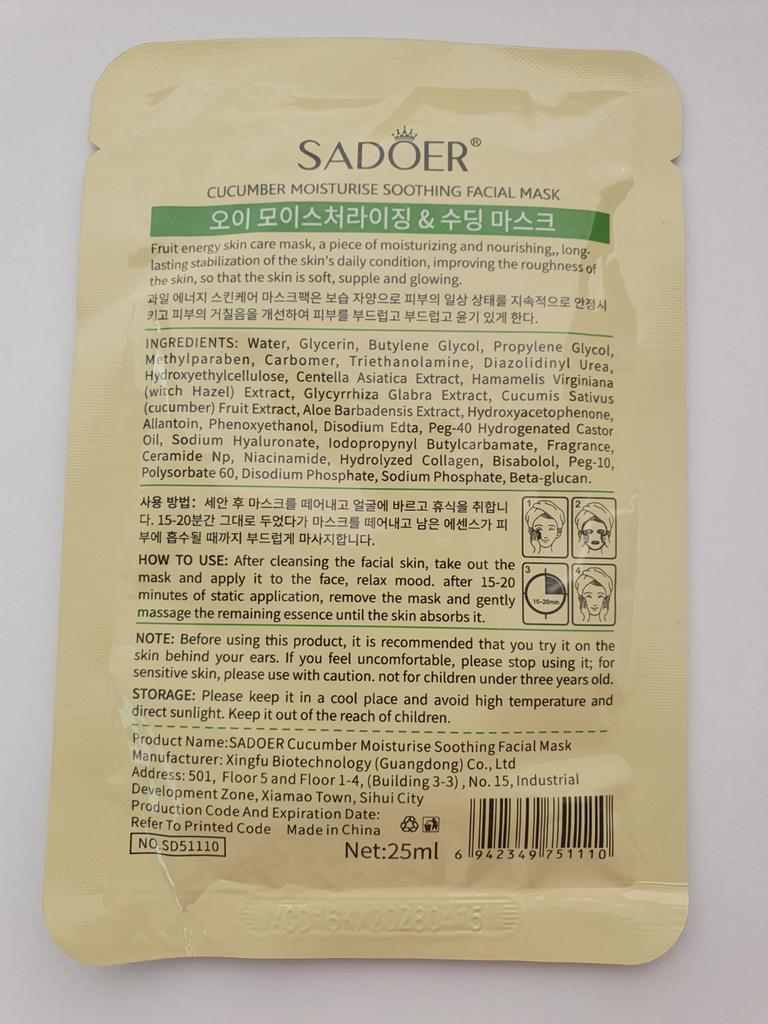 SADOER®
CUCUMBER MOISTURISE SOOTHING FACIAL MASK
오이 모이스처라이징 & 수딩 마스크
Fruit energy skin care mask, a piece of moisturizing and nourishing,, long-
lasting stabilization of the skin's daily condition, improving the roughness of
the skin, so that the skin is soft, supple and glowing.
과일 에너지 스킨케어 마스크팩은 보습 자양으로 피부의 일상 상태를 지속적으로 안정시
키고 피부의 거칠음을 개선하여 피부를 부드럽고 부드럽고 윤기 있게 한다.
INGREDIENTS: Water, Glycerin, Butylene Glycol, Propylene Glycol,
Methylparaben, Carbomer, Triethanolamine, Diazolidinyl Urea,
Hydroxyethylcellulose, Centella Asiatica Extract, Hamamelis Virginiana
(witch Hazel) Extract, Glycyrrhiza Glabra Extract, Cucumis Sativus
(cucumber) Fruit Extract, Aloe Barbadensis Extract, Hydroxyacetophenone,
Allantoin, Phenoxyethanol, Disodium Edta, Peg-40 Hydrogenated Castor
Oil, Sodium Hyaluronate, Iodopropynyl Butylcarbamate, Fragrance,
Ceramide Np, Niacinamide, Hydrolyzed Collagen, Bisabolol, Peg-10,
Polysorbate 60, Disodium Phosphate, Sodium Phosphate, Beta-glucan.
사용 방법: 세안 후 마스크를 떼어내고 얼굴에 바르고 휴식을 취합니
다. 15-20분간 그대로 두었다가 마스크를 떼어내고 남은 에센스가 피
부에 흡수될 때까지 부드럽게 마사지합니다.
1 2
3 4
15-20min
HOW TO USE: After cleansing the facial skin, take out the
mask and apply it to the face, relax mood. after 15-20
minutes of static application, remove the mask and gently
massage the remaining essence until the skin absorbs it.
NOTE: Before using this product, it is recommended that you try it on the
skin behind your ears. If you feel uncomfortable, please stop using it; for
sensitive skin, please use with caution. not for children under three years old.
STORAGE: Please keep it in a cool place and avoid high temperature and
direct sunlight. Keep it out of the reach of children.
Product Name:SADOER Cucumber Moisturise Soothing Facial Mask
Manufacturer: Xingfu Biotechnology (Guangdong) Co., Ltd
Address: 501, Floor 5 and Floor 1-4, (Building 3-3) , No. 15, Industrial
Development Zone, Xiamao Town, Sihui City
Production Code And Expiration Date:
Refer To Printed Code Made in China
NO.SD51110
Net:25ml
6 942349 751110